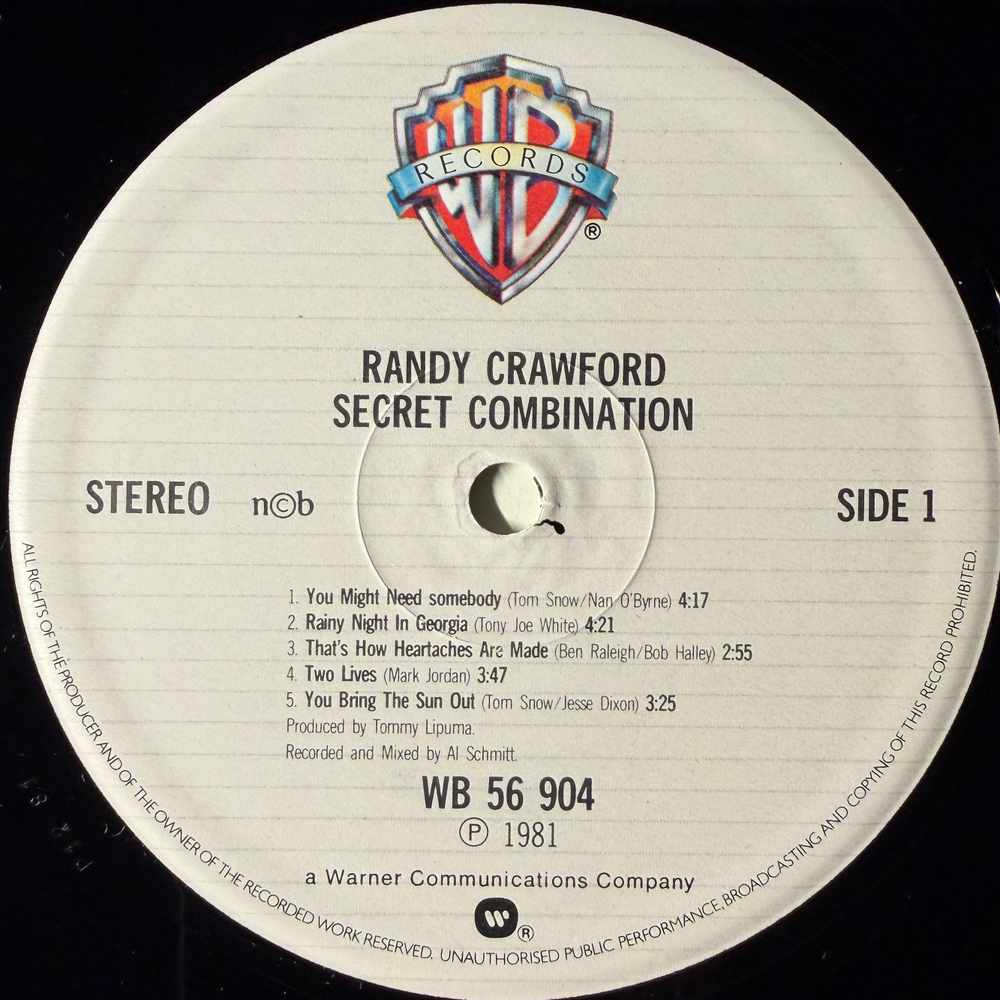 WB
RECORDS
®
RANDY CRAWFORD
SECRET COMBINATION
STEREO n©b SIDE 1
1. You Might Need somebody (Tom Snow/Nan O'Byrne) 4:17
2. Rainy Night In Georgia (Tony Joe White) 4:21
3. That's How Heartaches Are Made (Ben Raleigh/Bob Halley) 2:55
4. Two Lives (Mark Jordan) 3:47
5. You Bring The Sun Out (Tom Snow/Jesse Dixon) 3:25
Produced by Tommy Lipuma.
Recorded and Mixed by Al Schmitt.
WB 56 904
℗ 1981
a Warner Communications Company
W®
ALL RIGHTS OF THE PRODUCER AND OF THE OWNER OF THE RECORDED WORK RESERVED. UNAUTHORISED PUBLIC PERFORMANCE, BROADCASTING AND COPYING OF THIS RECORD PROHIBITED.